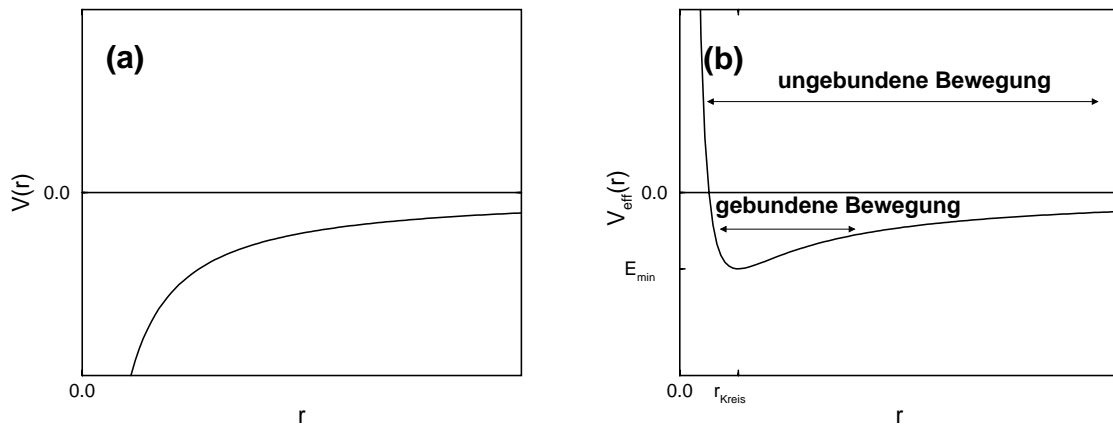 (a)
V(r)
0.0
0.0
r
(b)
ungebundene Bewegung
V_eff(r)
0.0
gebundene Bewegung
E_min
0.0
r_Kreis
r